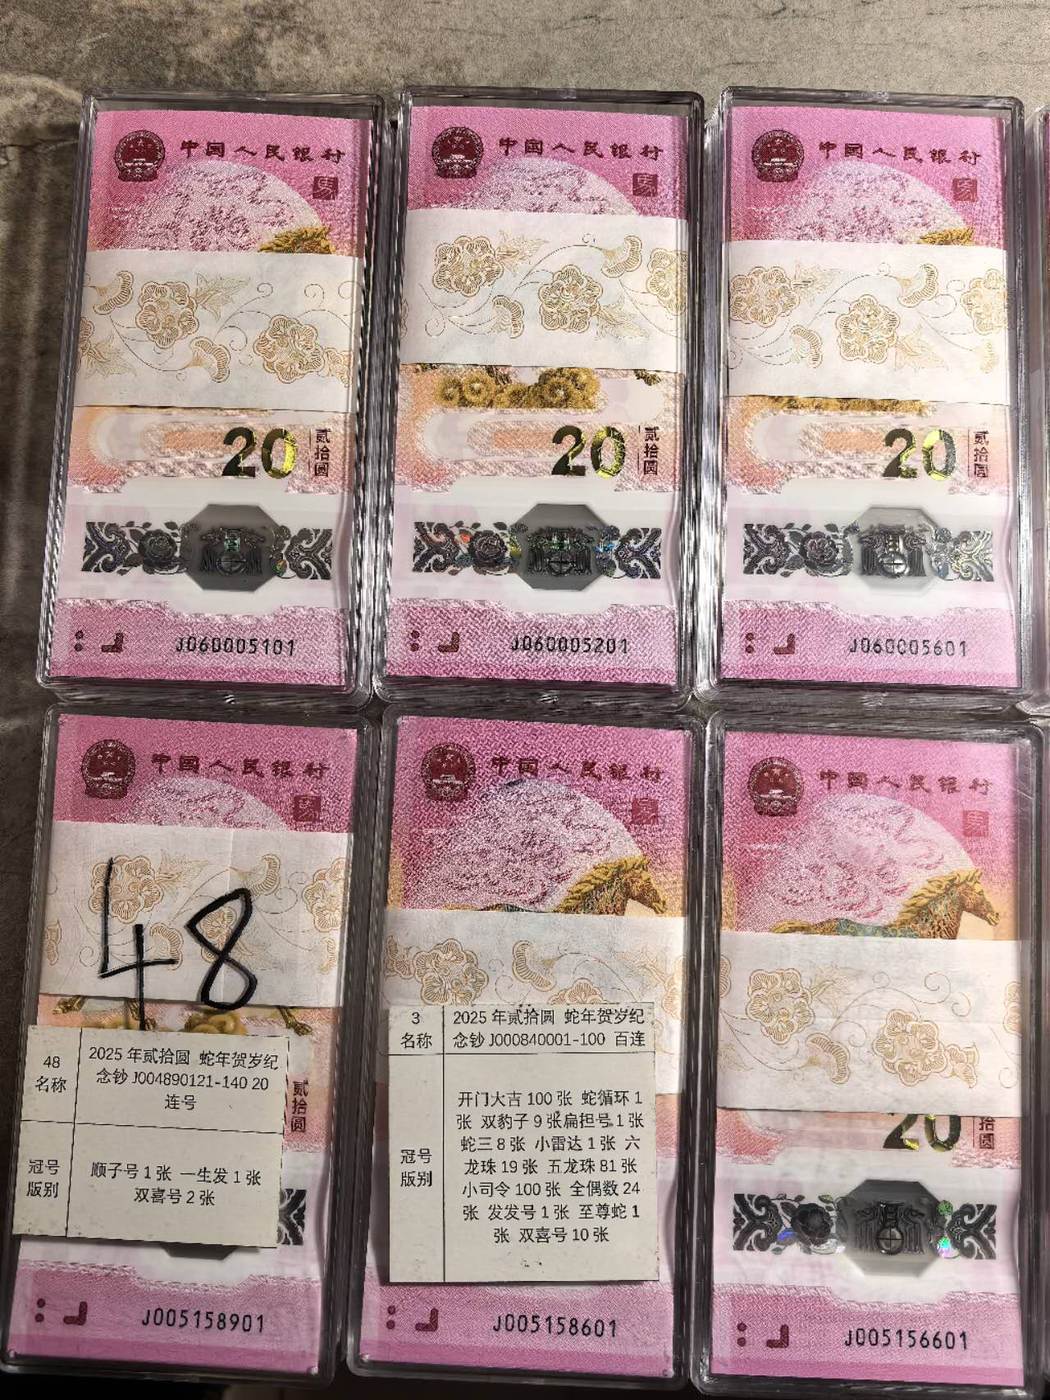 中国人民银行
20
贰拾圆
J060005101
中国人民银行
20
贰拾圆
J060005201
中国人民银行
20
贰拾圆
J060005601
中国人民银行
48
48
名称
2025 年贰拾圆 蛇年贺岁纪
念钞 J004890121-140 20
连号
冠号
版别
顺子号 1 张 一生发 1 张
双喜号 2 张
贰拾圆
J005158901
中国人民银行
3
名称
2025 年贰拾圆 蛇年贺岁纪
念钞 J000840001-100 百连
冠号
版别
开门大吉 100 张 蛇循环 1
张 双豹子 9 张扁担号 1 张
蛇三 8 张 小雷达 1 张 六
龙珠 19 张 五龙珠 81 张
小司令 100 张 全偶数 24
张 发发号 1 张 至尊蛇 1
张 双喜号 10 张
J005158601
中国人民银行
20
拾圆
J005156601